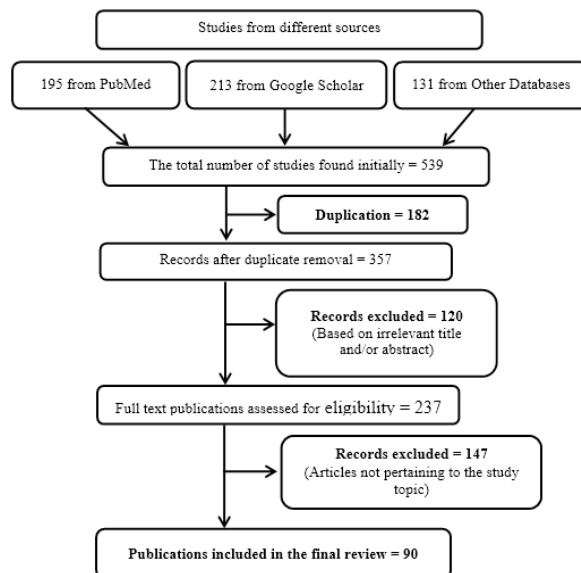 Studies from different sources
195 from PubMed
213 from Google Scholar
131 from Other Databases
The total number of studies found initially = 539
Duplication = 182
Records after duplicate removal = 357
Records excluded = 120
(Based on irrelevant title
and/or abstract)
Full text publications assessed for eligibility = 237
Records excluded = 147
(Articles not pertaining to the study
topic)
Publications included in the final review = 90